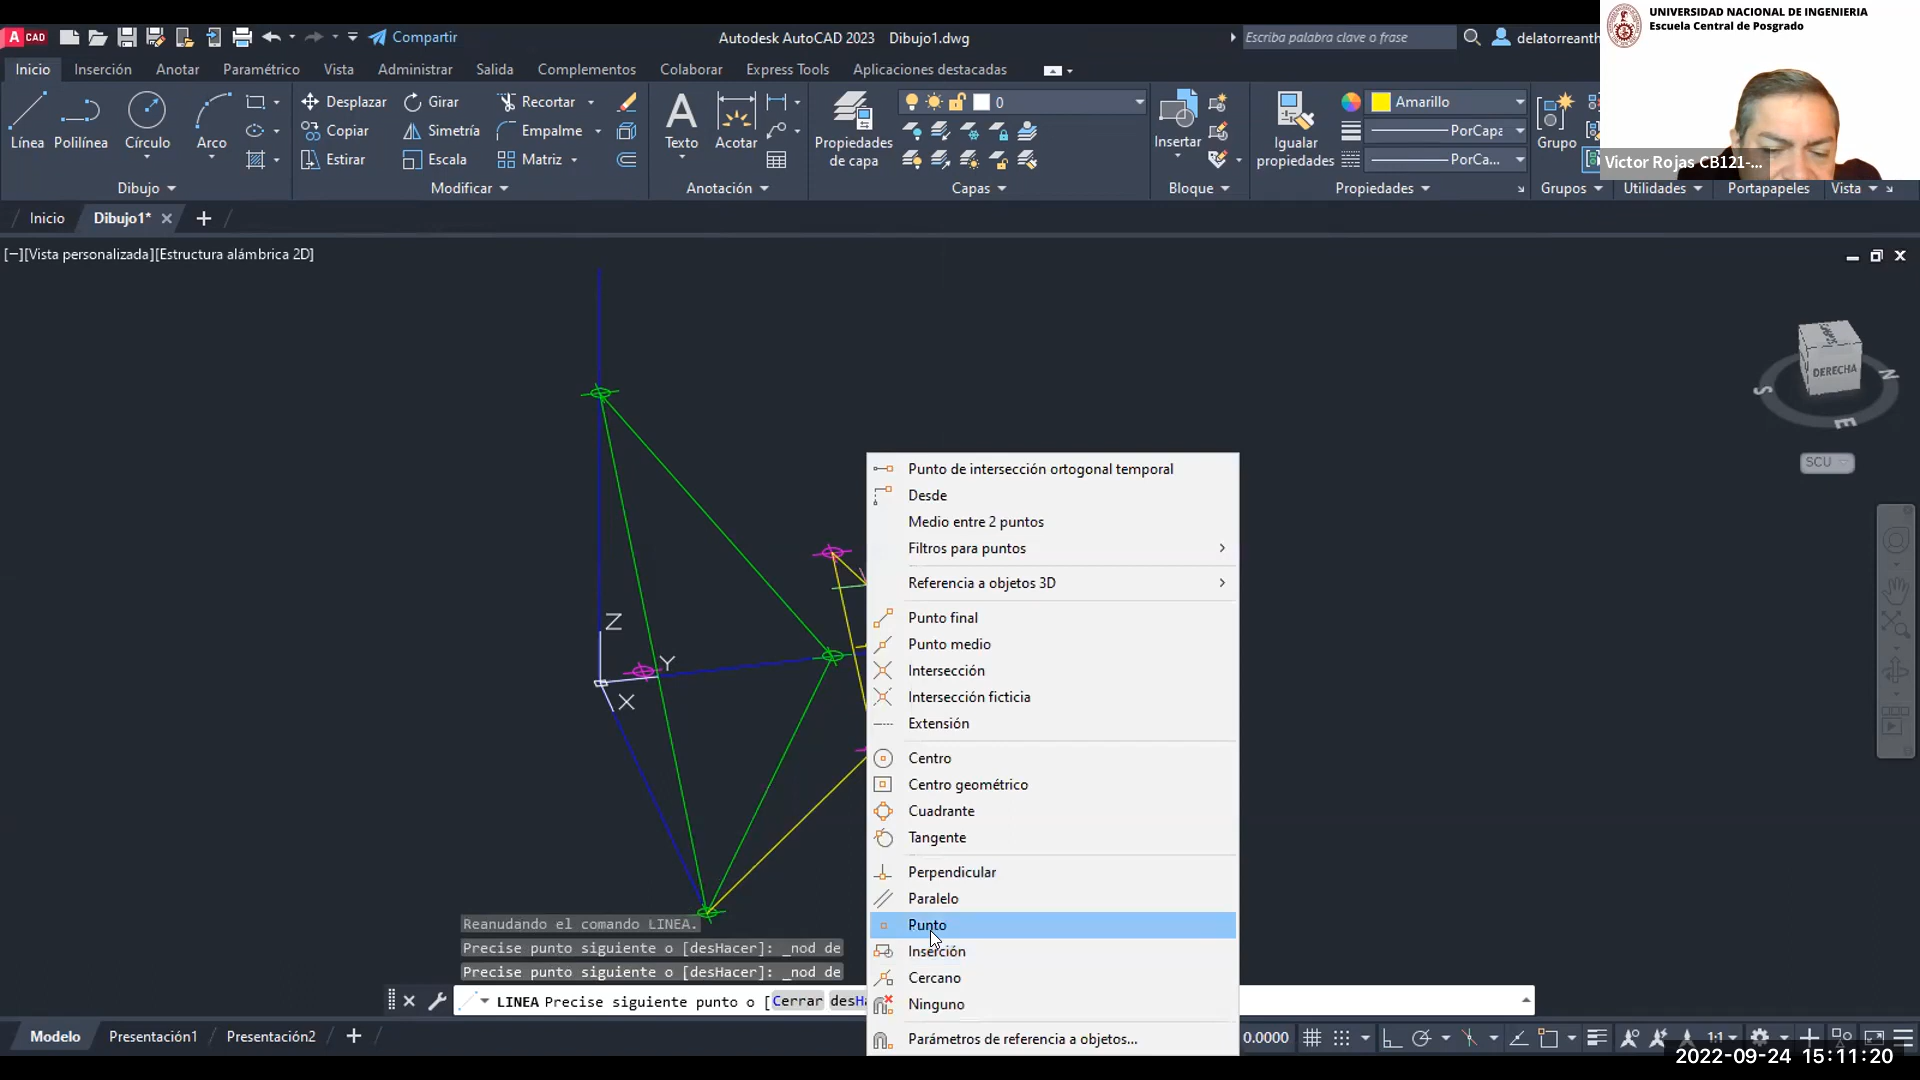 UNIVERSIDAD NACIONAL DE INGENIERIA
Escuela Central de Posgrado
Victor Rojas CB121-...
A CAD
Compartir
Autodesk AutoCAD 2023 Dibujo1.dwg
Escriba palabra clave o frase
delatorreanth
Inicio Inserción Anotar Paramétrico Vista Administrar Salida Complementos Colaborar Express Tools Aplicaciones destacadas
Línea Polilínea Círculo Arco
Desplazar Girar Recortar
Copiar Simetría Empalme
Estirar Escala Matriz
Texto Acotar
Propiedades de capa
0
Insertar
Igualar propiedades
Amarillo
PorCapa
PorCa...
Grupo
Dibujo Modificar Anotación Capas Bloque Propiedades Grupos Utilidades Portapapeles Vista
Inicio Dibujo1*
[−][Vista personalizada][Estructura alámbrica 2D]
DERECHA
S N E
SCU
Z
Y
X
Punto de intersección ortogonal temporal
Desde
Medio entre 2 puntos
Filtros para puntos
Referencia a objetos 3D
Punto final
Punto medio
Intersección
Intersección ficticia
Extensión
Centro
Centro geométrico
Cuadrante
Tangente
Perpendicular
Paralelo
Punto
Inserción
Cercano
Ninguno
Parámetros de referencia a objetos...
Reanudando el comando LINEA.
Precise punto siguiente o [desHacer]: _nod de
Precise punto siguiente o [desHacer]: _nod de
LINEA Precise siguiente punto o [Cerrar desHa
Modelo Presentación1 Presentación2
0.0000
1:1
2022-09-24 15:11:20